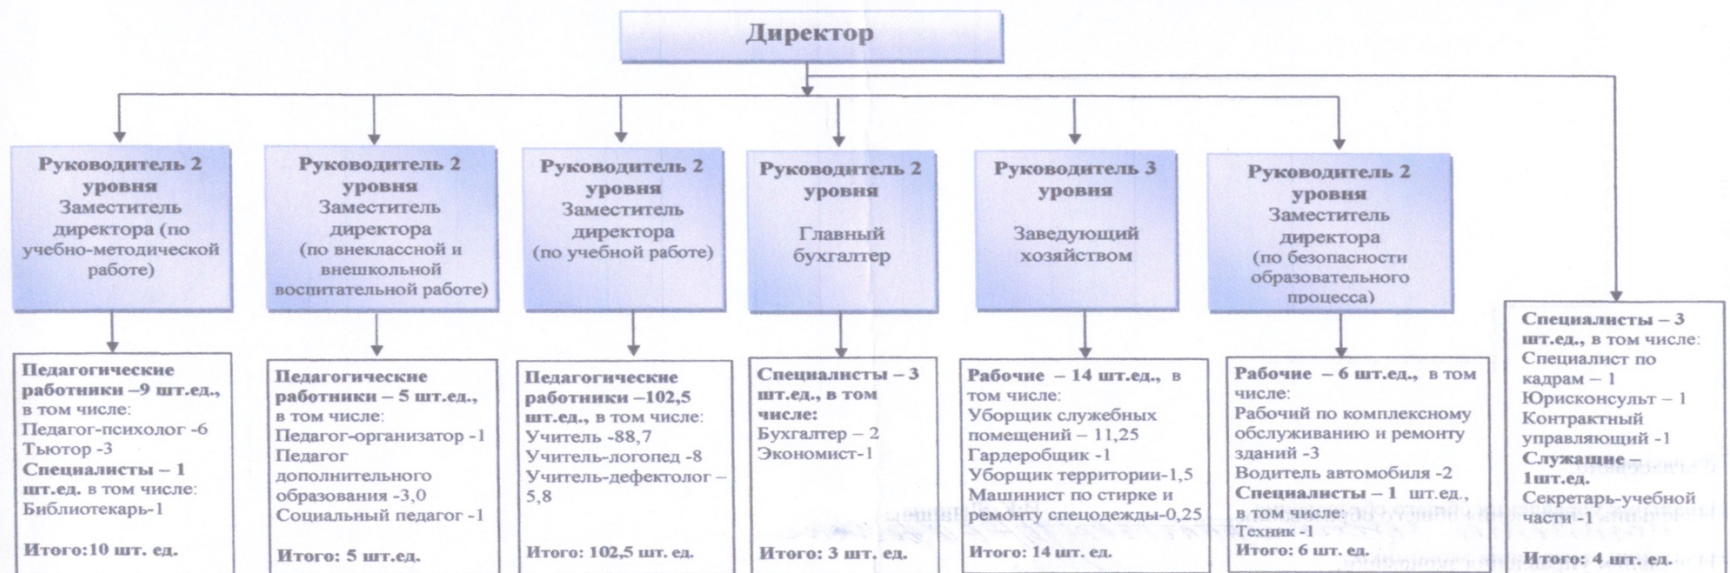 Директор
Руководитель 2
уровня
Заместитель
директора (по
учебно-методической
работе)
Руководитель 2
уровня
Заместитель
директора
(по внеклассной и
внешкольной
воспитательной работе)
Руководитель 2
уровня
Заместитель
директора
(по учебной работе)
Руководитель 2
уровня
Главный
бухгалтер
Руководитель 3
уровня
Заведующий
хозяйством
Руководитель 2
уровня
Заместитель
директора
(по безопасности
образовательного
процесса)
Педагогические
работники –9 шт.ед.,
в том числе:
Педагог-психолог -6
Тьютор -3
Специалисты – 1
шт.ед. в том числе:
Библиотекарь-1
Итого:10 шт. ед.
Педагогические
работники – 5 шт.ед.,
в том числе:
Педагог-организатор -1
Педагог
дополнительного
образования -3,0
Социальный педагог -1
Итого: 5 шт.ед.
Педагогические
работники –102,5
шт.ед., в том числе:
Учитель -88,7
Учитель-логопед -8
Учитель-дефектолог –
5,8
Итого: 102,5 шт. ед.
Специалисты – 3
шт.ед., в том
числе:
Бухгалтер – 2
Экономист-1
Итого: 3 шт. ед.
Рабочие – 14 шт.ед., в
том числе:
Уборщик служебных
помещений – 11,25
Гардеробщик -1
Уборщик территории-1,5
Машинист по стирке и
ремонту спецодежды-0,25
Итого: 14 шт. ед.
Рабочие – 6 шт.ед., в том
числе:
Рабочий по комплексному
обслуживанию и ремонту
зданий -3
Водитель автомобиля -2
Специалисты – 1 шт.ед.,
в том числе:
Техник -1
Итого: 6 шт. ед.
Специалисты – 3
шт.ед., в том числе:
Специалист по
кадрам – 1
Юрисконсульт – 1
Контрактный
управляющий -1
Служащие –
1шт.ед.
Секретарь-учебной
части -1
Итого: 4 шт. ед.